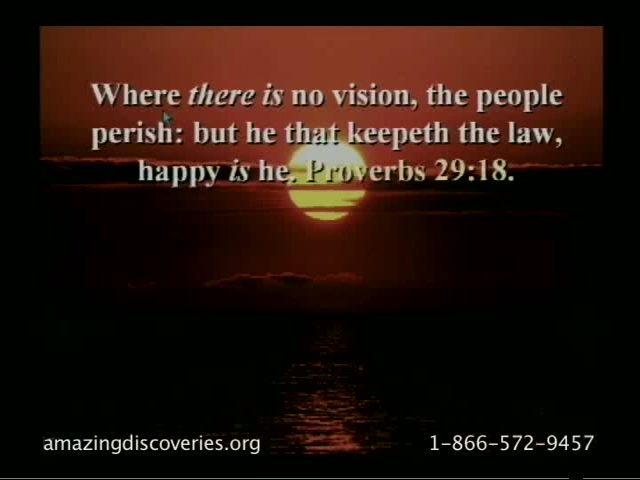 Where there is no vision, the people
perish: but he that keepeth the law,
happy is he. Proverbs 29:18.
amazingdiscoveries.org
1-866-572-9457